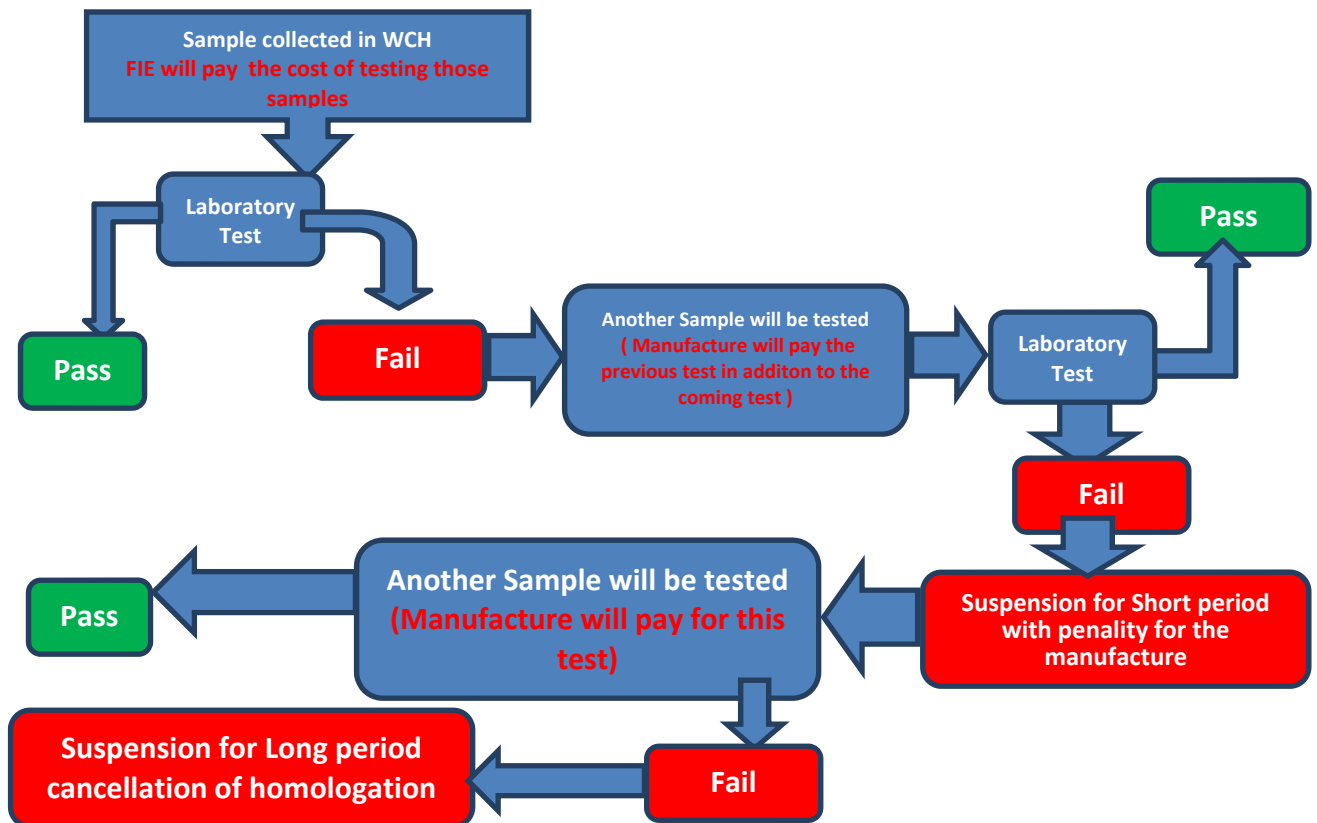 Sample collected in WCH
FIE will pay the cost of testing those
samples
Laboratory
Test
Pass
Fail
Another Sample will be tested
( Manufacture will pay the
previous test in additon to the
coming test )
Laboratory
Test
Pass
Fail
Suspension for Short period
with penality for the
manufacture
Another Sample will be tested
(Manufacture will pay for this
test)
Pass
Fail
Suspension for Long period
cancellation of homologation